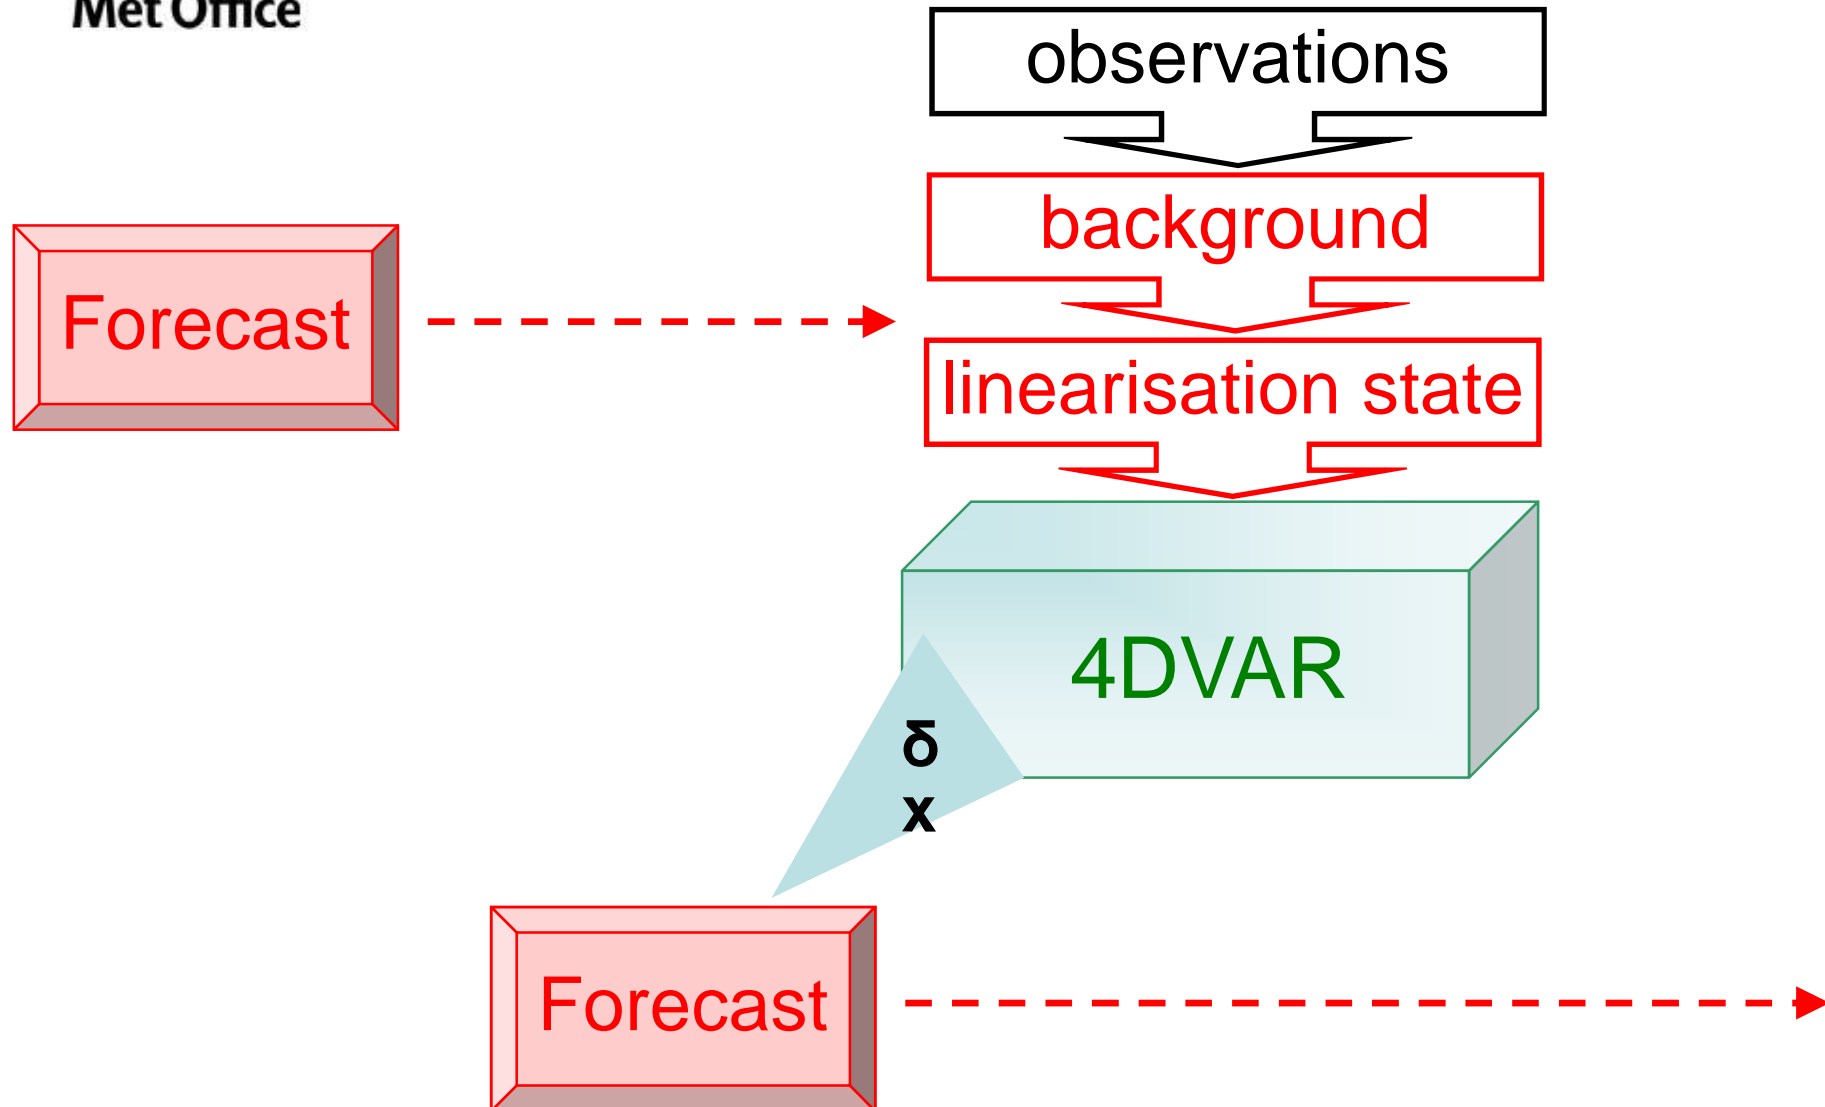 Met Office
observations
background
Forecast
linearisation state
4DVAR
δ
x
Forecast